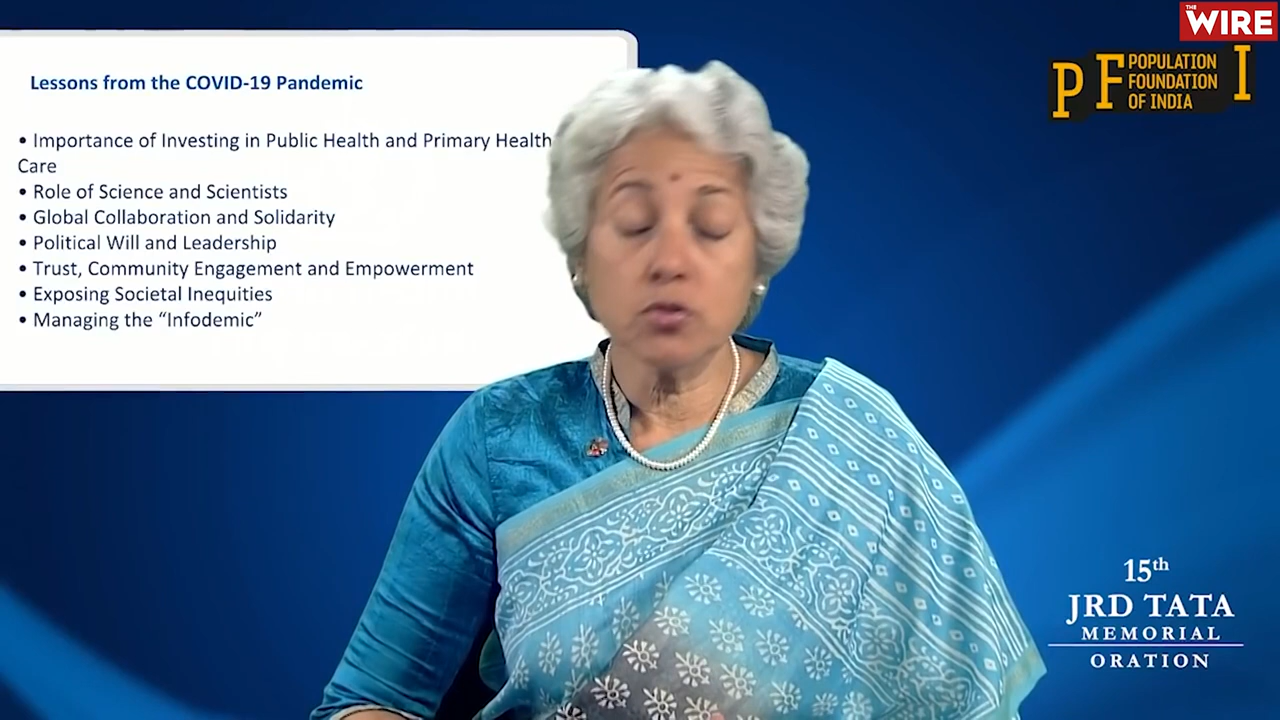 THE
WIRE
P F I
POPULATION
FOUNDATION
OF INDIA
Lessons from the COVID-19 Pandemic
• Importance of Investing in Public Health and Primary Health
Care
• Role of Science and Scientists
• Global Collaboration and Solidarity
• Political Will and Leadership
• Trust, Community Engagement and Empowerment
• Exposing Societal Inequities
• Managing the “Infodemic”
15th
JRD TATA
MEMORIAL
ORATION